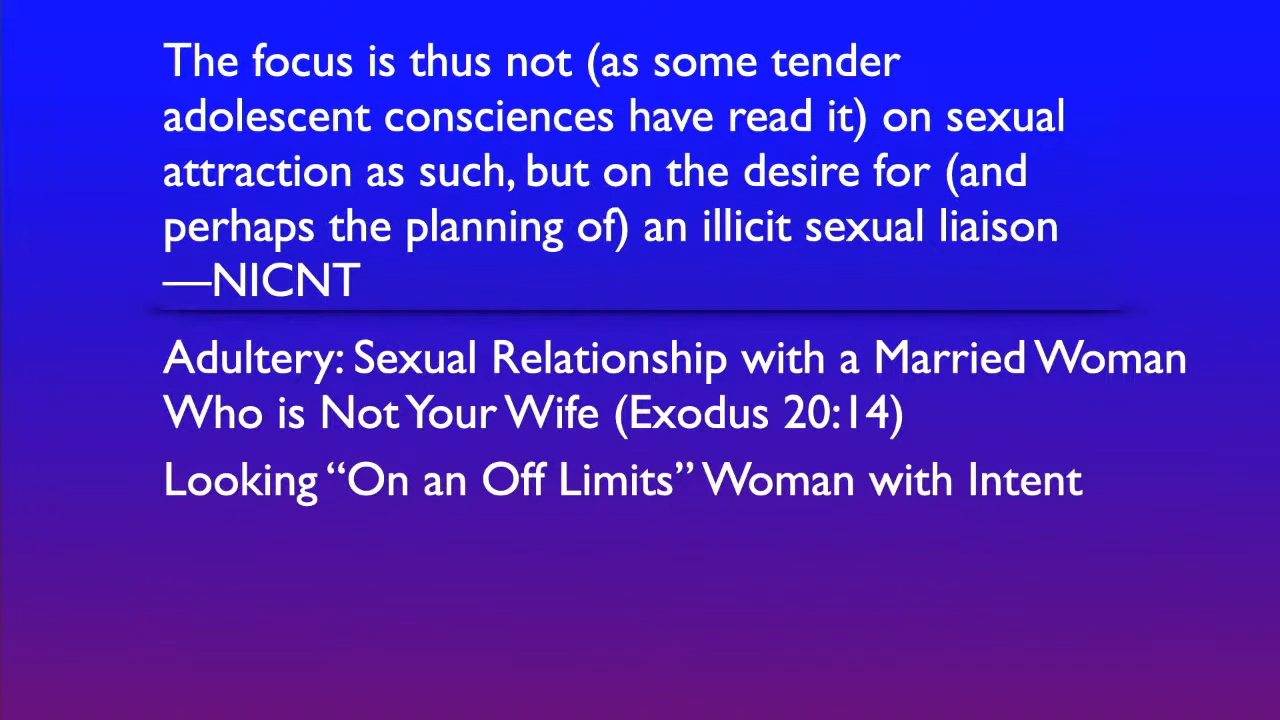 The focus is thus not (as some tender
adolescent consciences have read it) on sexual
attraction as such, but on the desire for (and
perhaps the planning of) an illicit sexual liaison
—NICNT
Adultery: Sexual Relationship with a Married Woman
Who is Not Your Wife (Exodus 20:14)
Looking “On an Off Limits” Woman with Intent